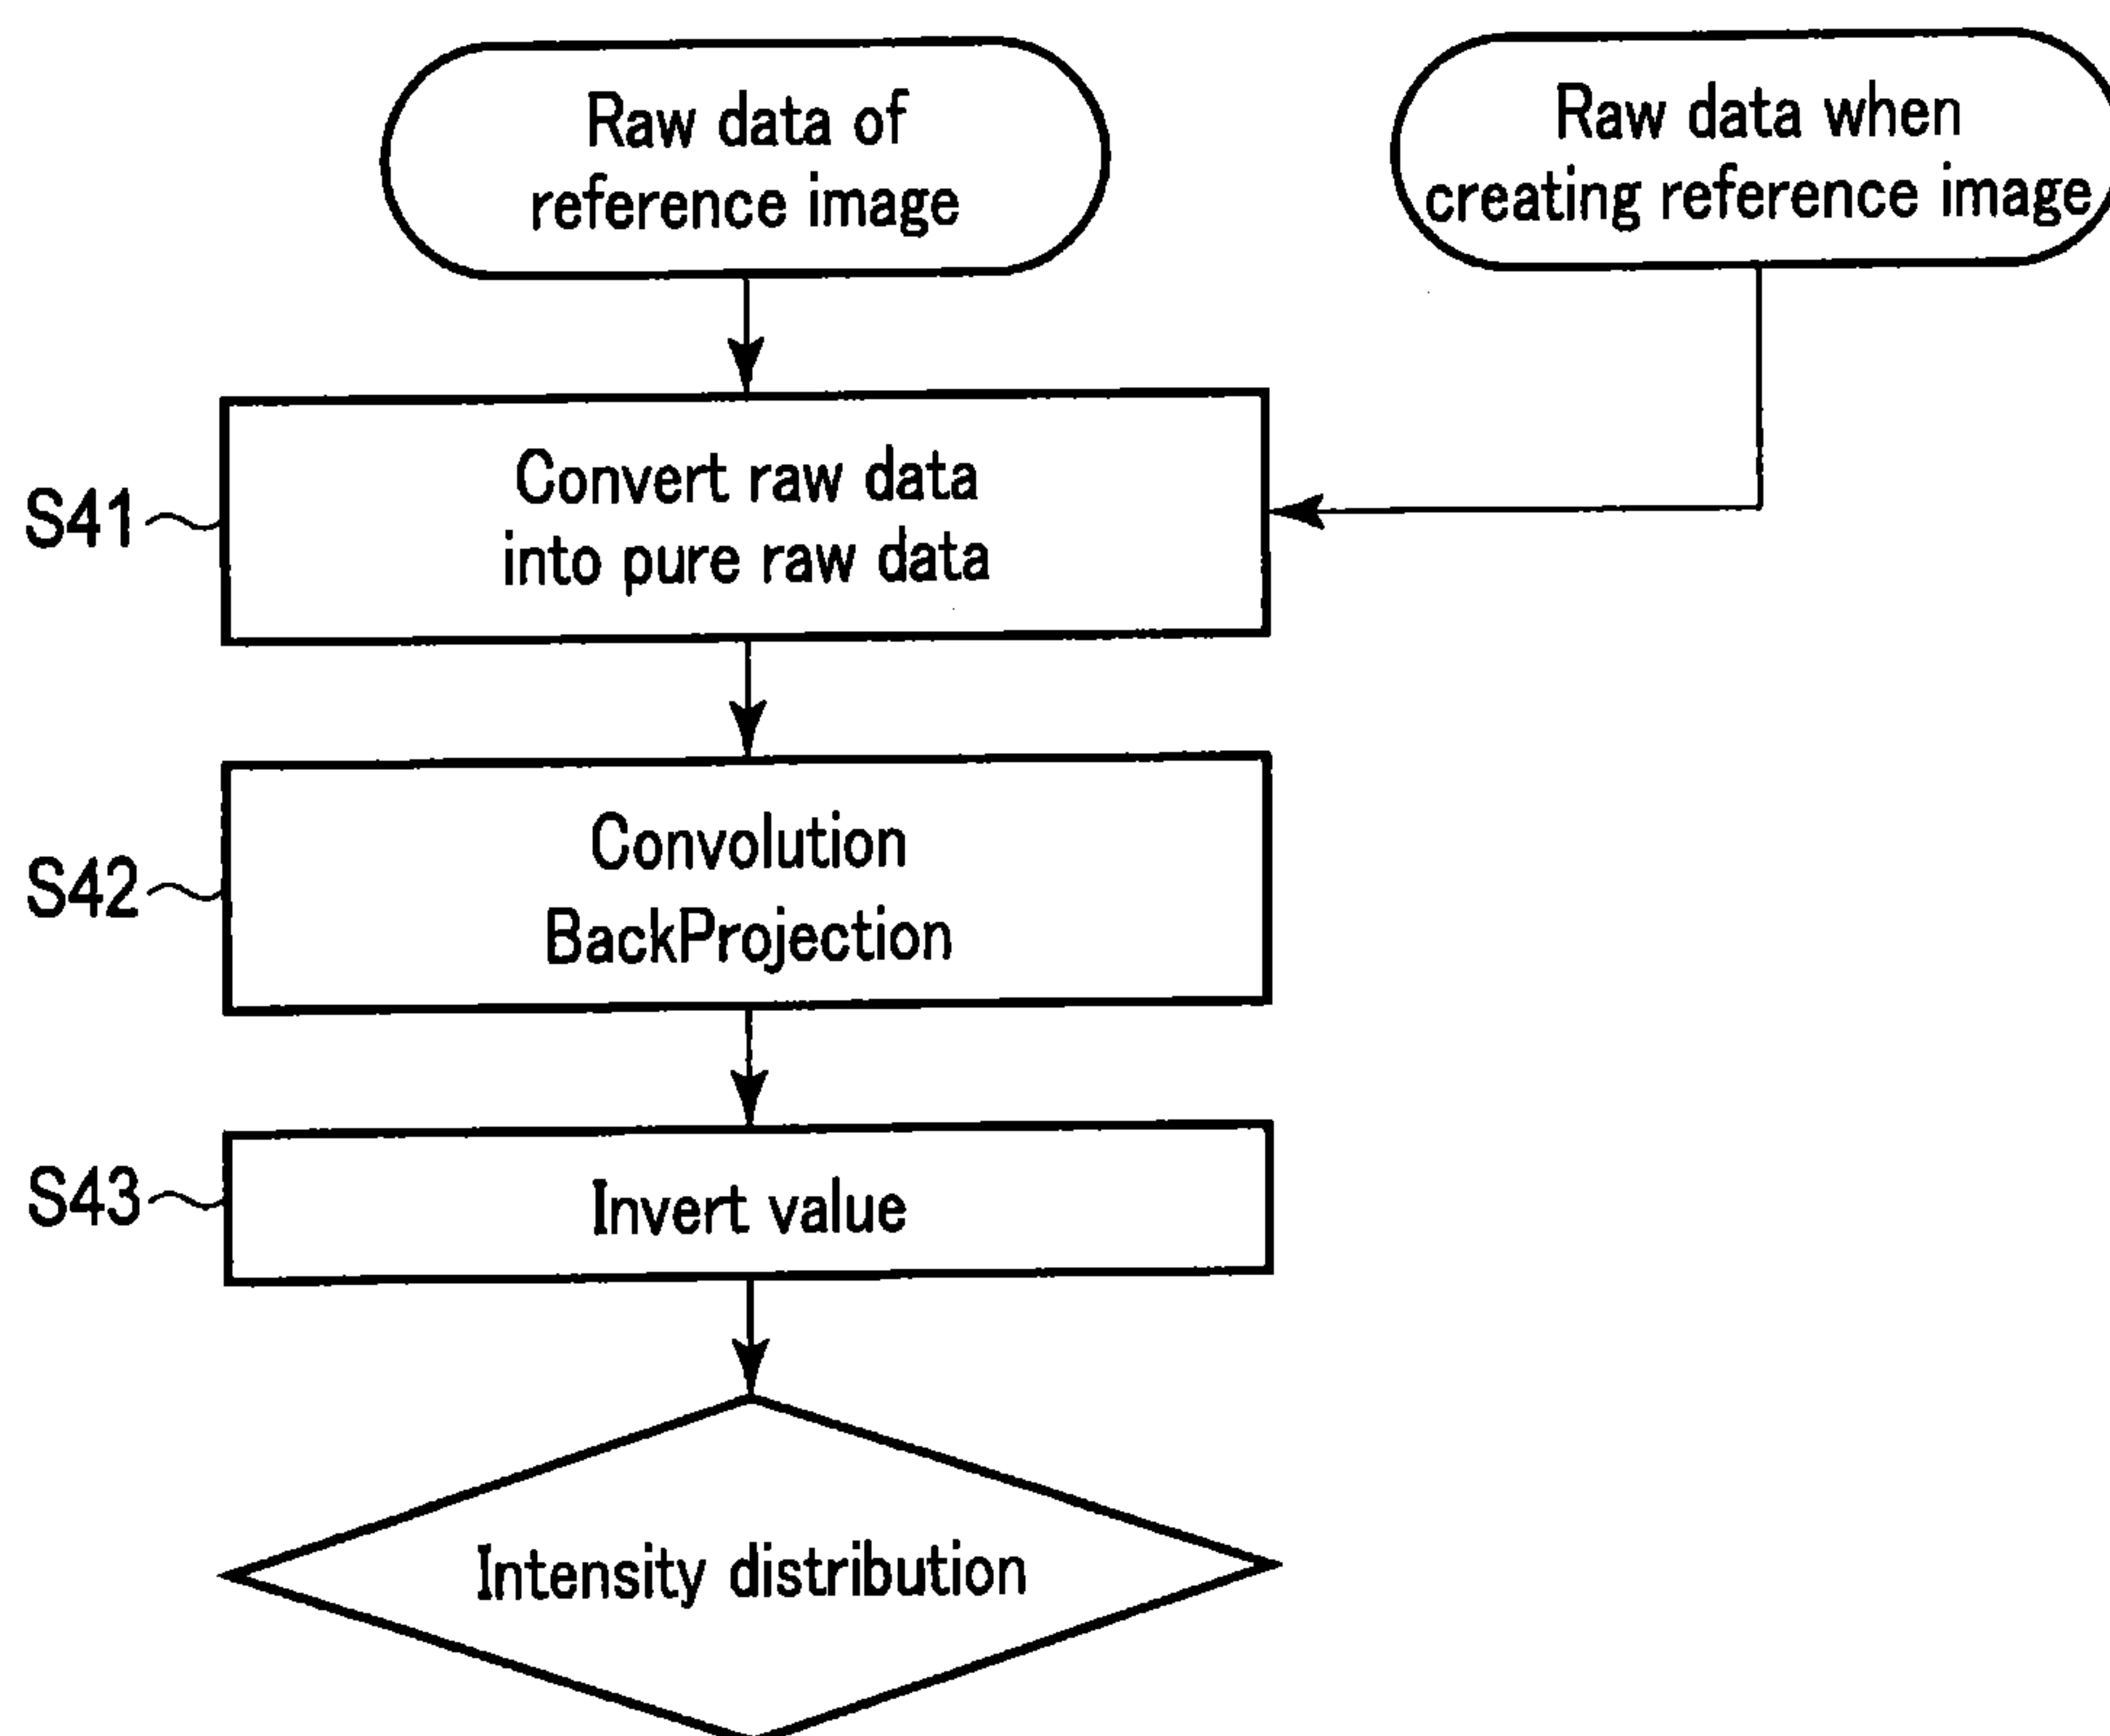 Raw data of
reference image
Raw data when
creating reference image
S41
Convert raw data
into pure raw data
S42
Convolution
BackProjection
S43
Invert value
Intensity distribution